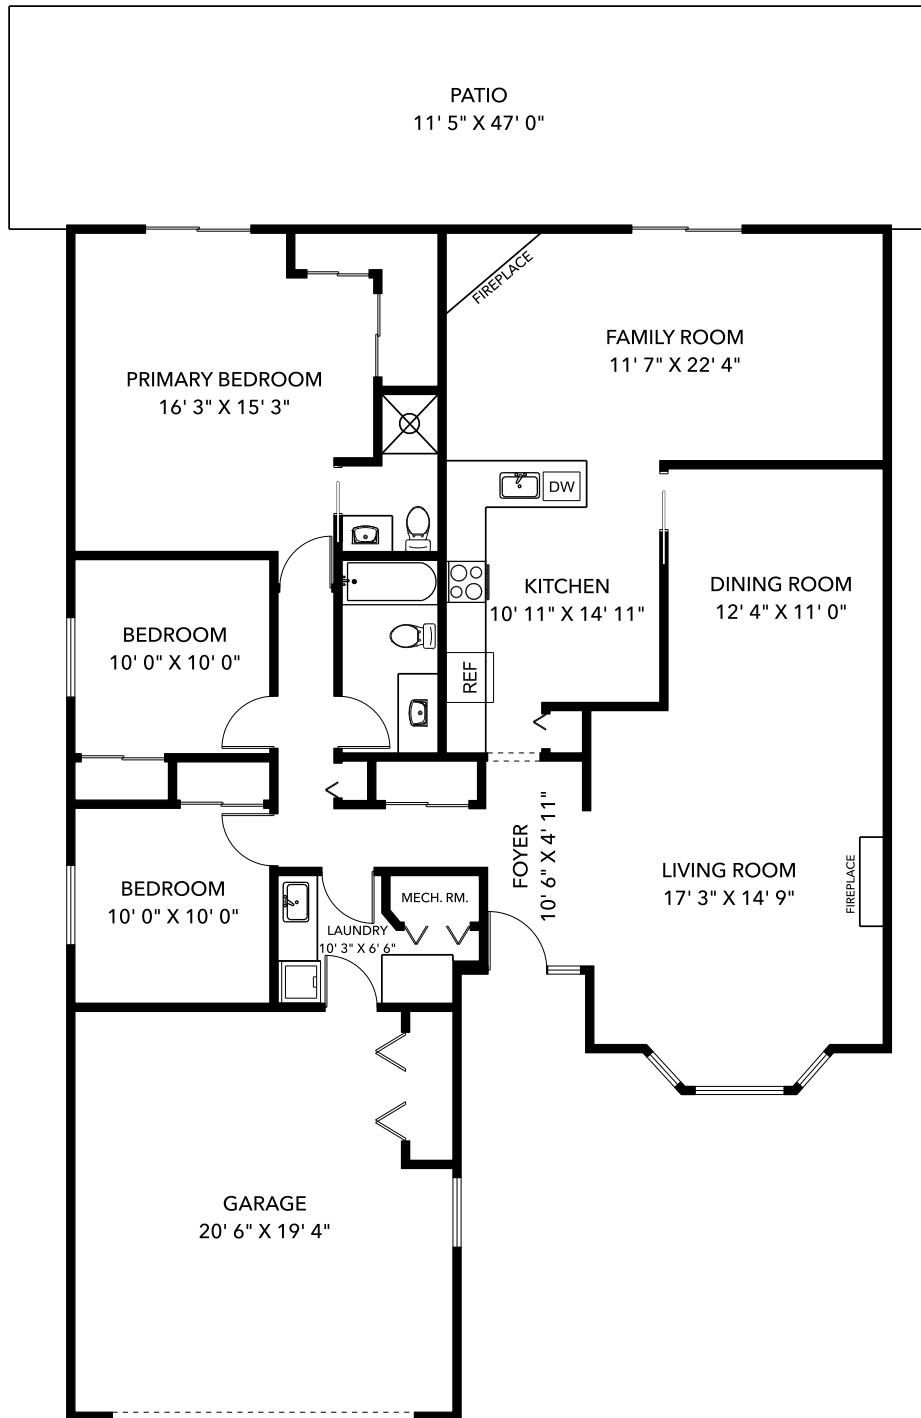 PATIO
11' 5" X 47' 0"
FIREPLACE
FAMILY ROOM
11' 7" X 22' 4"
PRIMARY BEDROOM
16' 3" X 15' 3"
DW
KITCHEN
10' 11" X 14' 11"
DINING ROOM
12' 4" X 11' 0"
BEDROOM
10' 0" X 10' 0"
REF
FOYER
10' 6" X 4' 11"
LIVING ROOM
17' 3" X 14' 9"
FIREPLACE
BEDROOM
10' 0" X 10' 0"
MECH. RM.
LAUNDRY
10' 3" X 6' 6"
GARAGE
20' 6" X 19' 4"